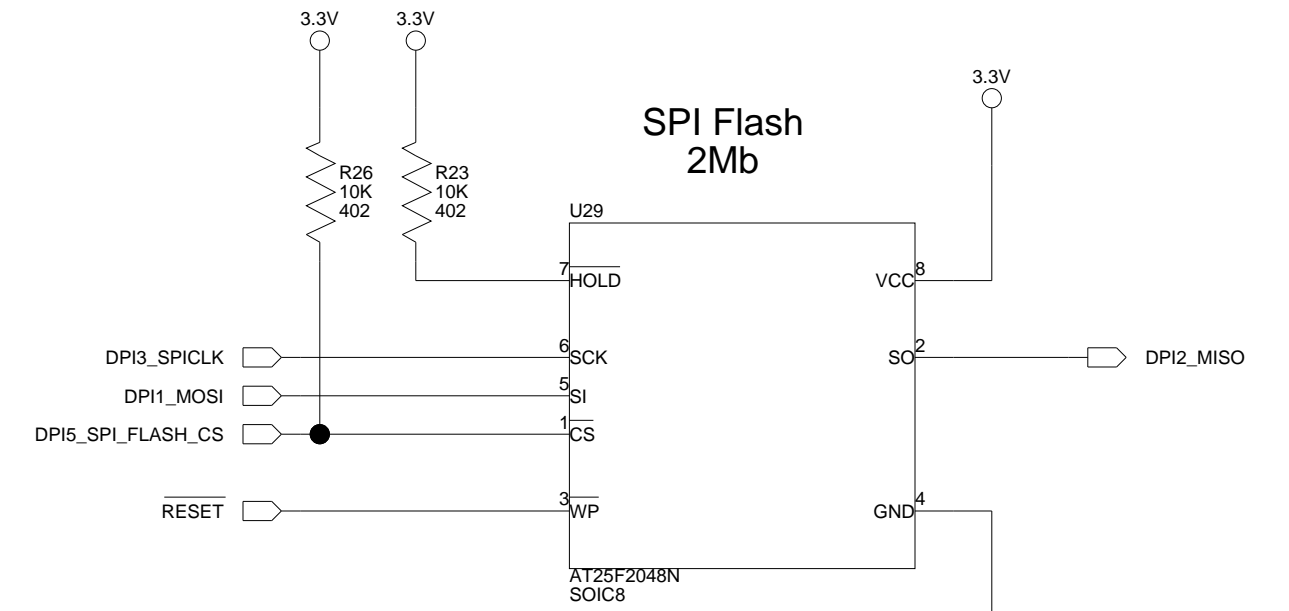 3.3V
3.3V
3.3V
SPI Flash
2Mb
R26
10K
402
R23
10K
402
U29
7
HOLD
VCC
8
DPI3_SPICLK
6
SCK
SO
2
DPI2_MISO
DPI1_MOSI
5
SI
DPI5_SPI_FLASH_CS
1
CS
RESET
3
WP
GND
4
AT25F2048N
SOIC8